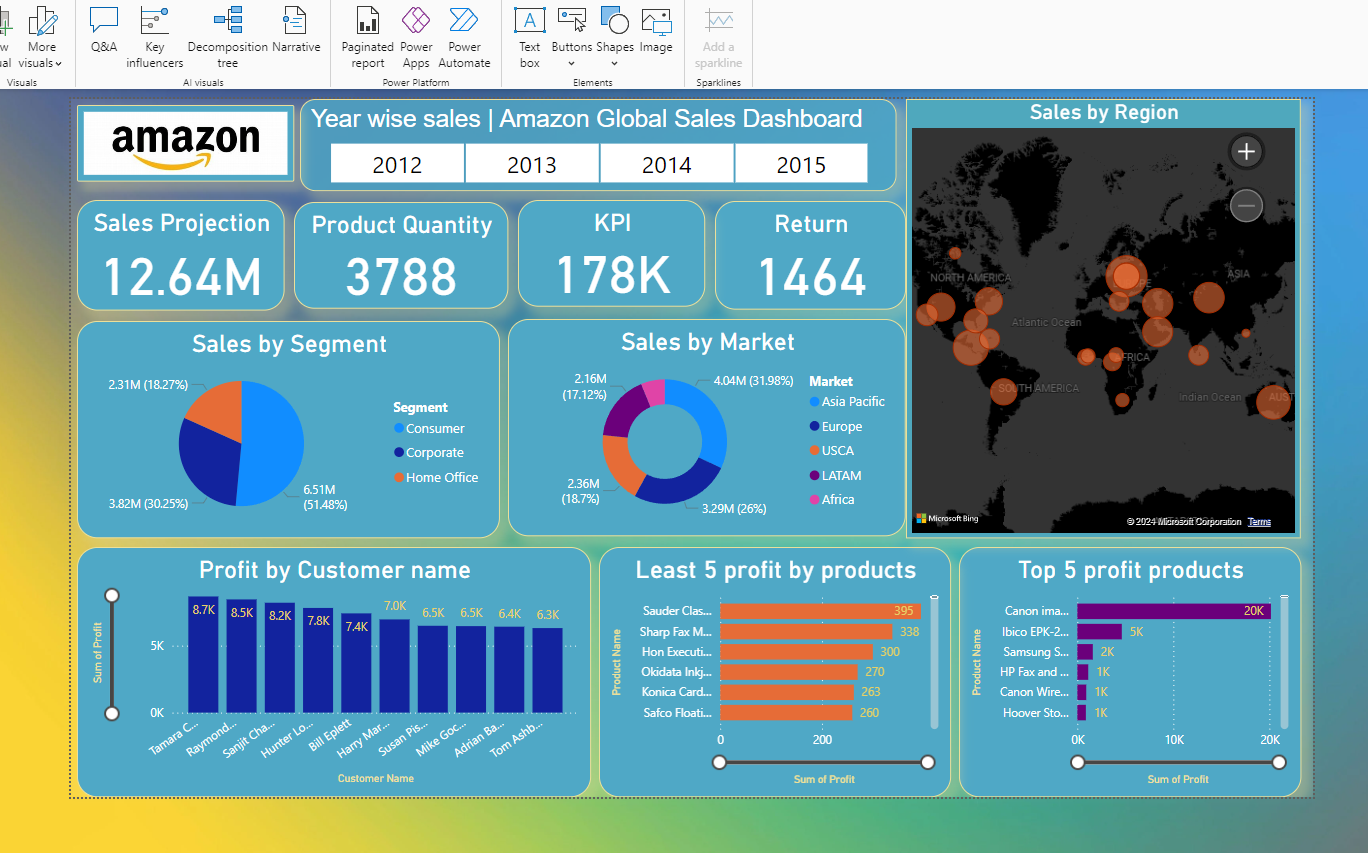 w
More
Q&A
Key
Decomposition
Narrative
Paginated
Power
Power
Text
Buttons
Shapes
Image
Add a
ual
visuals
influencers
tree
report
Apps
Automate
box
sparkline
Visuals
AI visuals
Power Platform
Elements
Sparklines
amazon
Year wise sales | Amazon Global Sales Dashboard
2012
2013
2014
2015
Sales Projection
12.64M
Product Quantity
3788
KPI
178K
Return
1464
Sales by Region
NORTH AMERICA
ASIA
Atlantic Ocean
AFRICA
SOUTH AMERICA
Indian Ocean
AUST
Microsoft Bing
© 2024 Microsoft Corporation Terms
Sales by Segment
2.31M (18.27%)
3.82M (30.25%)
6.51M
(51.48%)
Segment
Consumer
Corporate
Home Office
Sales by Market
2.16M
(17.12%)
4.04M (31.98%)
2.36M
(18.7%)
3.29M (26%)
Market
Asia Pacific
Europe
USCA
LATAM
Africa
Profit by Customer name
Sum of Profit
5K
0K
8.7K
8.5K
8.2K
7.8K
7.4K
7.0K
6.5K
6.5K
6.4K
6.3K
Tamara C...
Raymond...
Sanjit Cha...
Hunter Lo...
Bill Eplett
Harry Mar...
Susan Pis...
Mike Goc...
Adrian Ba...
Tom Ashb...
Customer Name
Least 5 profit by products
Product Name
Sauder Clas... 395
Sharp Fax M... 338
Hon Executi... 300
Okidata Inkj... 270
Konica Card... 263
Safco Floati... 260
0 200
Sum of Profit
Top 5 profit products
Product Name
Canon ima... 20K
Ibico EPK-2... 5K
Samsung S... 2K
HP Fax and ... 1K
Canon Wire... 1K
Hoover Sto... 1K
0K 10K 20K
Sum of Profit